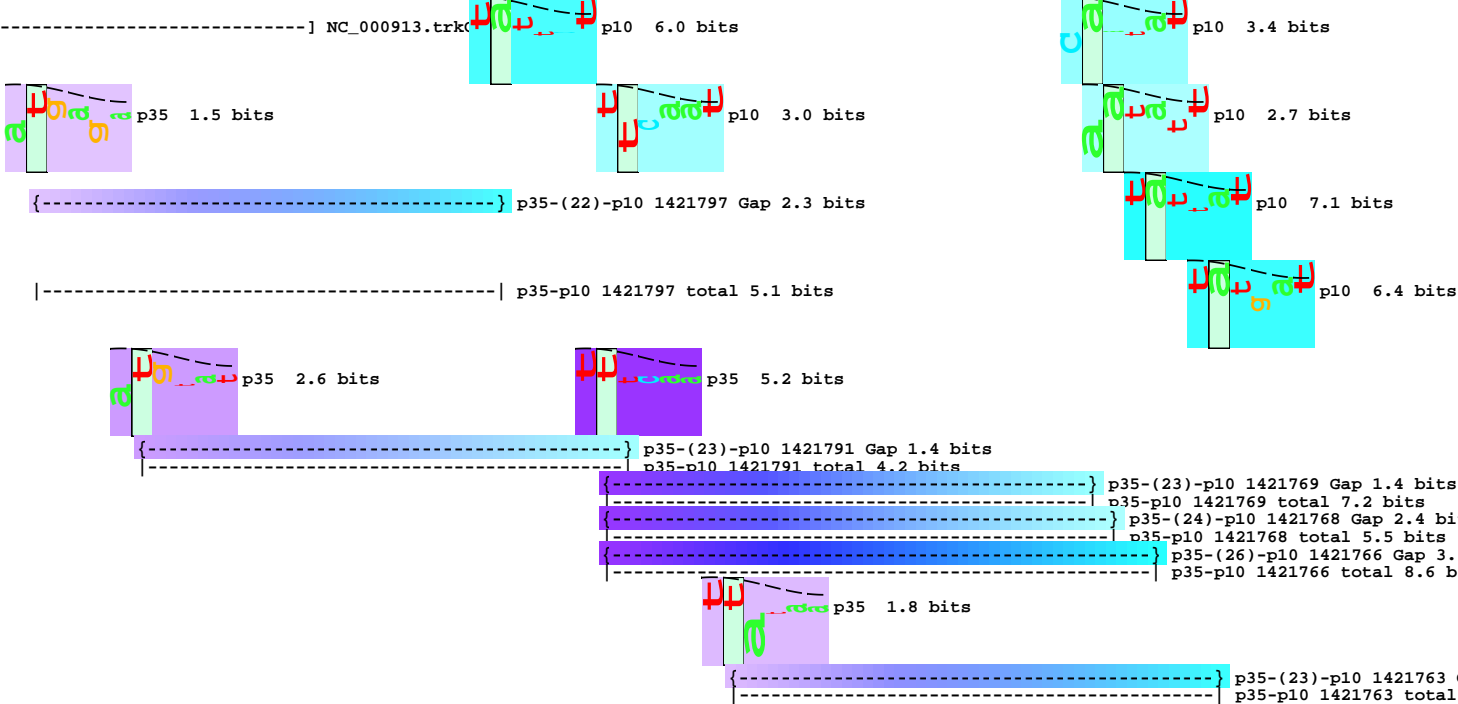 ] NC_000913.trk
p10 6.0 bits
p10 3.4 bits
p35 1.5 bits
p10 3.0 bits
p10 2.7 bits
{ } p35-(22)-p10 1421797 Gap 2.3 bits
p10 7.1 bits
| | p35-p10 1421797 total 5.1 bits
p10 6.4 bits
p35 2.6 bits
p35 5.2 bits
{ } p35-(23)-p10 1421791 Gap 1.4 bits
| | p35-p10 1421791 total 4.2 bits
{ } p35-(23)-p10 1421769 Gap 1.4 bits
| | p35-p10 1421769 total 7.2 bits
{ } p35-(24)-p10 1421768 Gap 2.4 bi
| | p35-p10 1421768 total 5.5 bits
{ } p35-(26)-p10 1421766 Gap 3.
| | p35-p10 1421766 total 8.6 b
p35 1.8 bits
{ } p35-(23)-p10 1421763
| | p35-p10 1421763 total